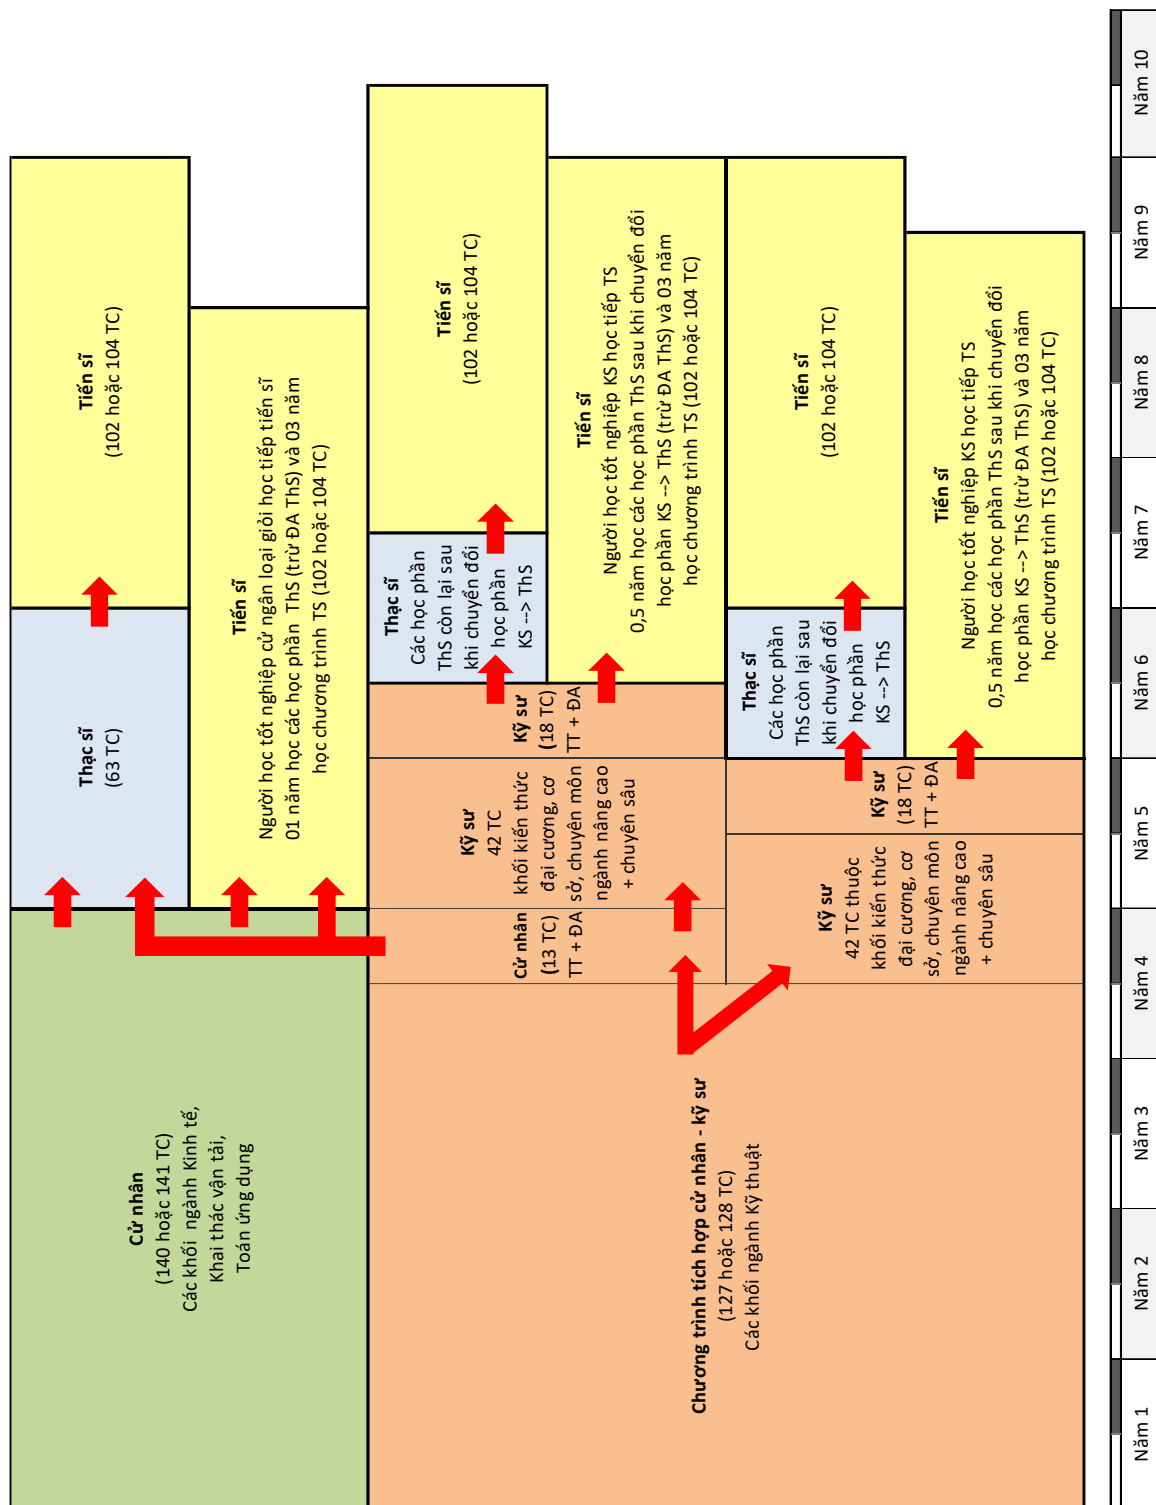 Cử nhân
(140 hoặc 141 TC)
Các khối ngành Kinh tế,
Khai thác vận tải,
Toán ứng dụng
Thạc sĩ
(63 TC)
Tiến sĩ
(102 hoặc 104 TC)
Tiến sĩ
Người học tốt nghiệp cử ngân loại giỏi học tiếp tiến sĩ
01 năm học các học phần ThS (trừ ĐA ThS) và 03 năm
học chương trình TS (102 hoặc 104 TC)
Chương trình tích hợp cử nhân - kỹ sư
(127 hoặc 128 TC)
Các khối ngành Kỹ thuật
Cử nhân
(13 TC)
TT + ĐA
Kỹ sư
42 TC
khối kiến thức
đại cương, cơ
sở, chuyên môn
ngành nâng cao
+ chuyên sâu
Kỹ sư
(18 TC)
TT + ĐA
Thạc sĩ
Các học phần
ThS còn lại sau
khi chuyển đổi
học phần
KS --> ThS
Tiến sĩ
(102 hoặc 104 TC)
Tiến sĩ
Người học tốt nghiệp KS học tiếp TS
0,5 năm học các học phần ThS sau khi chuyển đổi
học phần KS --> ThS (trừ ĐA ThS) và 03 năm
học chương trình TS (102 hoặc 104 TC)
Kỹ sư
42 TC thuộc
khối kiến thức
đại cương, cơ
sở, chuyên môn
ngành nâng cao
+ chuyên sâu
Kỹ sư
(18 TC)
TT + ĐA
Thạc sĩ
Các học phần
ThS còn lại sau
khi chuyển đổi
học phần
KS --> ThS
Tiến sĩ
(102 hoặc 104 TC)
Tiến sĩ
Người học tốt nghiệp KS học tiếp TS
0,5 năm học các học phần ThS sau khi chuyển đổi
học phần KS --> ThS (trừ ĐA ThS) và 03 năm
học chương trình TS (102 hoặc 104 TC)
Năm 1
Năm 2
Năm 3
Năm 4
Năm 5
Năm 6
Năm 7
Năm 8
Năm 9
Năm 10